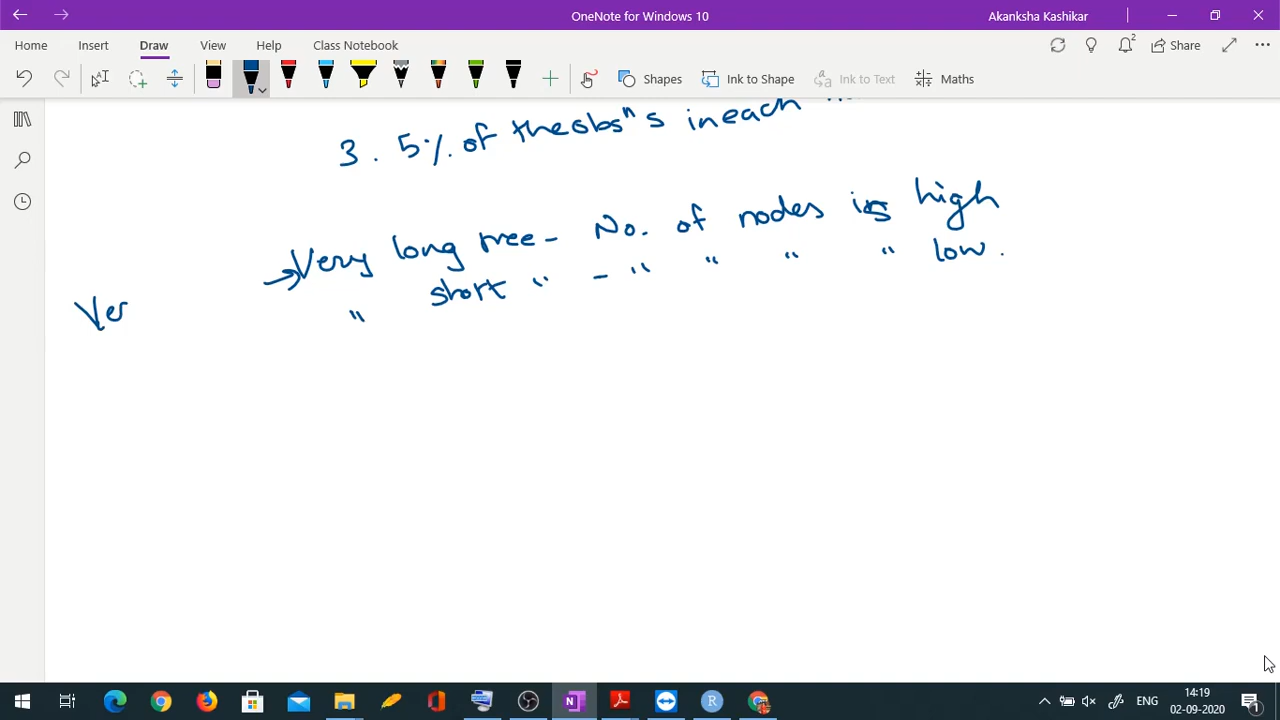 OneNote for Windows 10
Akanksha Kashikar
Home Insert Draw View Help Class Notebook
Share
Shapes Ink to Shape Ink to Text Maths
3. 5% of the obsⁿs in each
→ Very long tree - No. of nodes is high
" short " - " " " " low.
Ver
ENG
14:19
02-09-2020
1